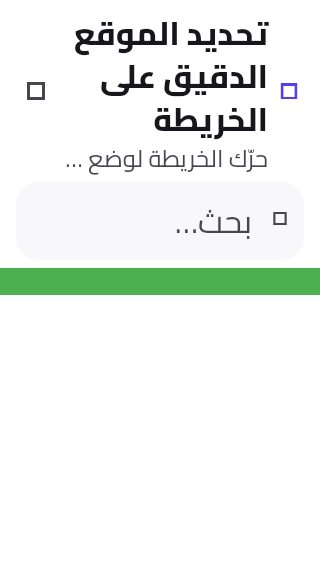 تحديد الموقع
الدقيق على
الخريطة
حرّك الخريطة لوضع ...
بحث...